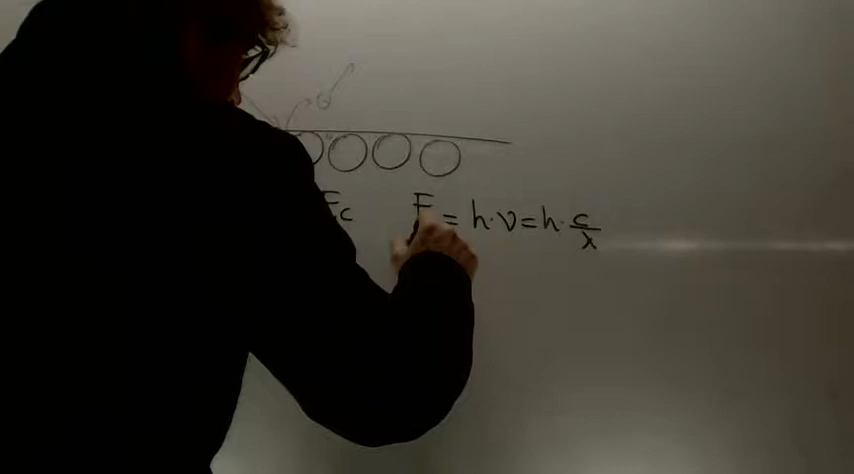 Ec E = h·ν = h·c/λ